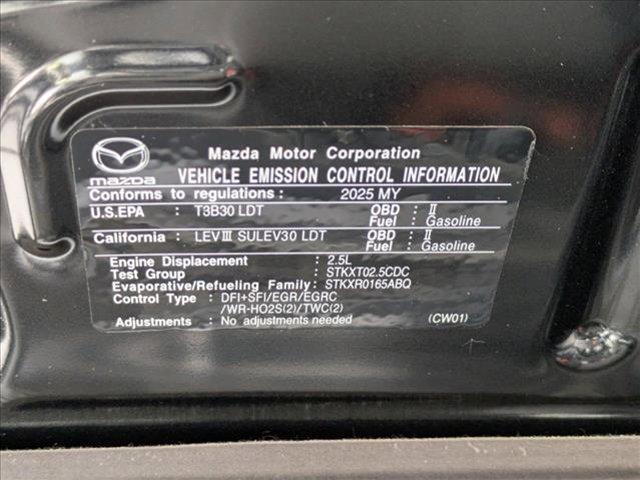 Mazda Motor Corporation
mazda
VEHICLE EMISSION CONTROL INFORMATION
Conforms to regulations : 2025 MY
U.S.EPA : T3B30 LDT OBD : II
Fuel : Gasoline
California : LEVIII SULEV30 LDT OBD : II
Fuel : Gasoline
Engine Displacement : 2.5L
Test Group : STKXT02.5CDC
Evaporative/Refueling Family: STKXR0165ABQ
Control Type : DFI+SFI/EGR/EGRC
/WR-HO2S(2)/TWC(2)
Adjustments : No adjustments needed (CW01)